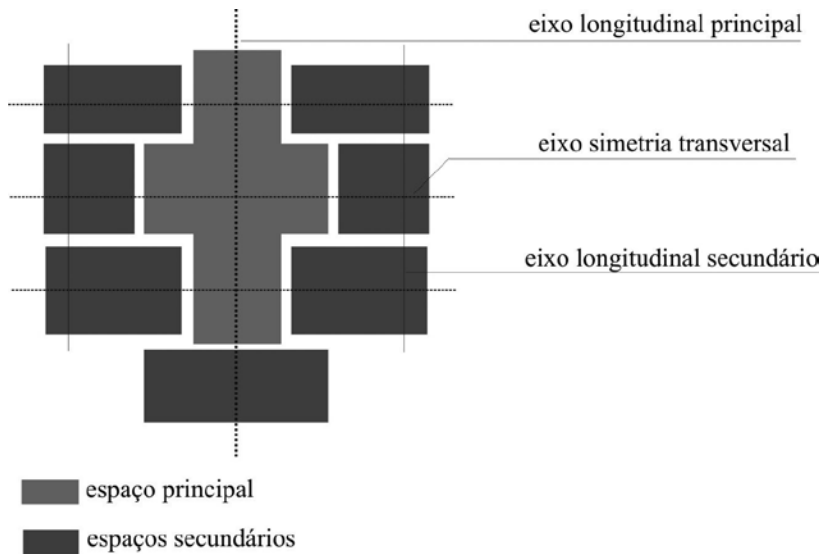 eixo longitudinal principal
eixo simetria transversal
eixo longitudinal secundário
espaço principal
espaços secundários